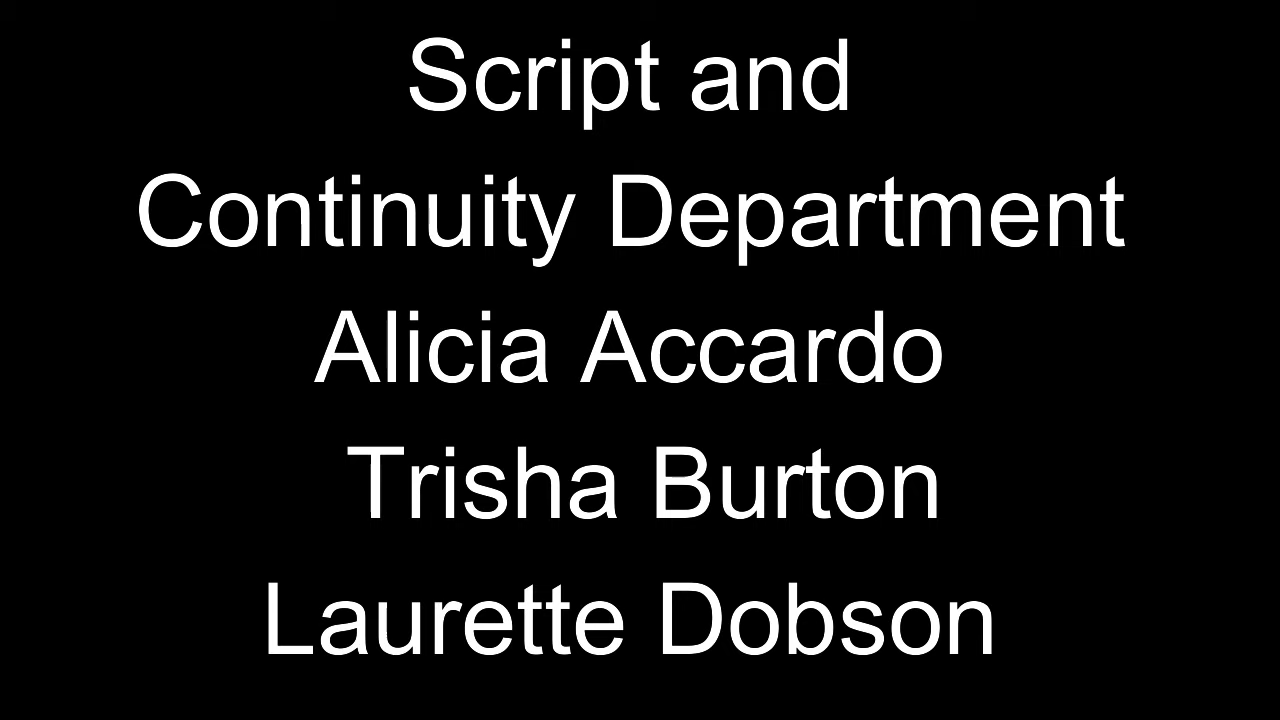 Script and
Continuity Department
Alicia Accardo
Trisha Burton
Laurette Dobson